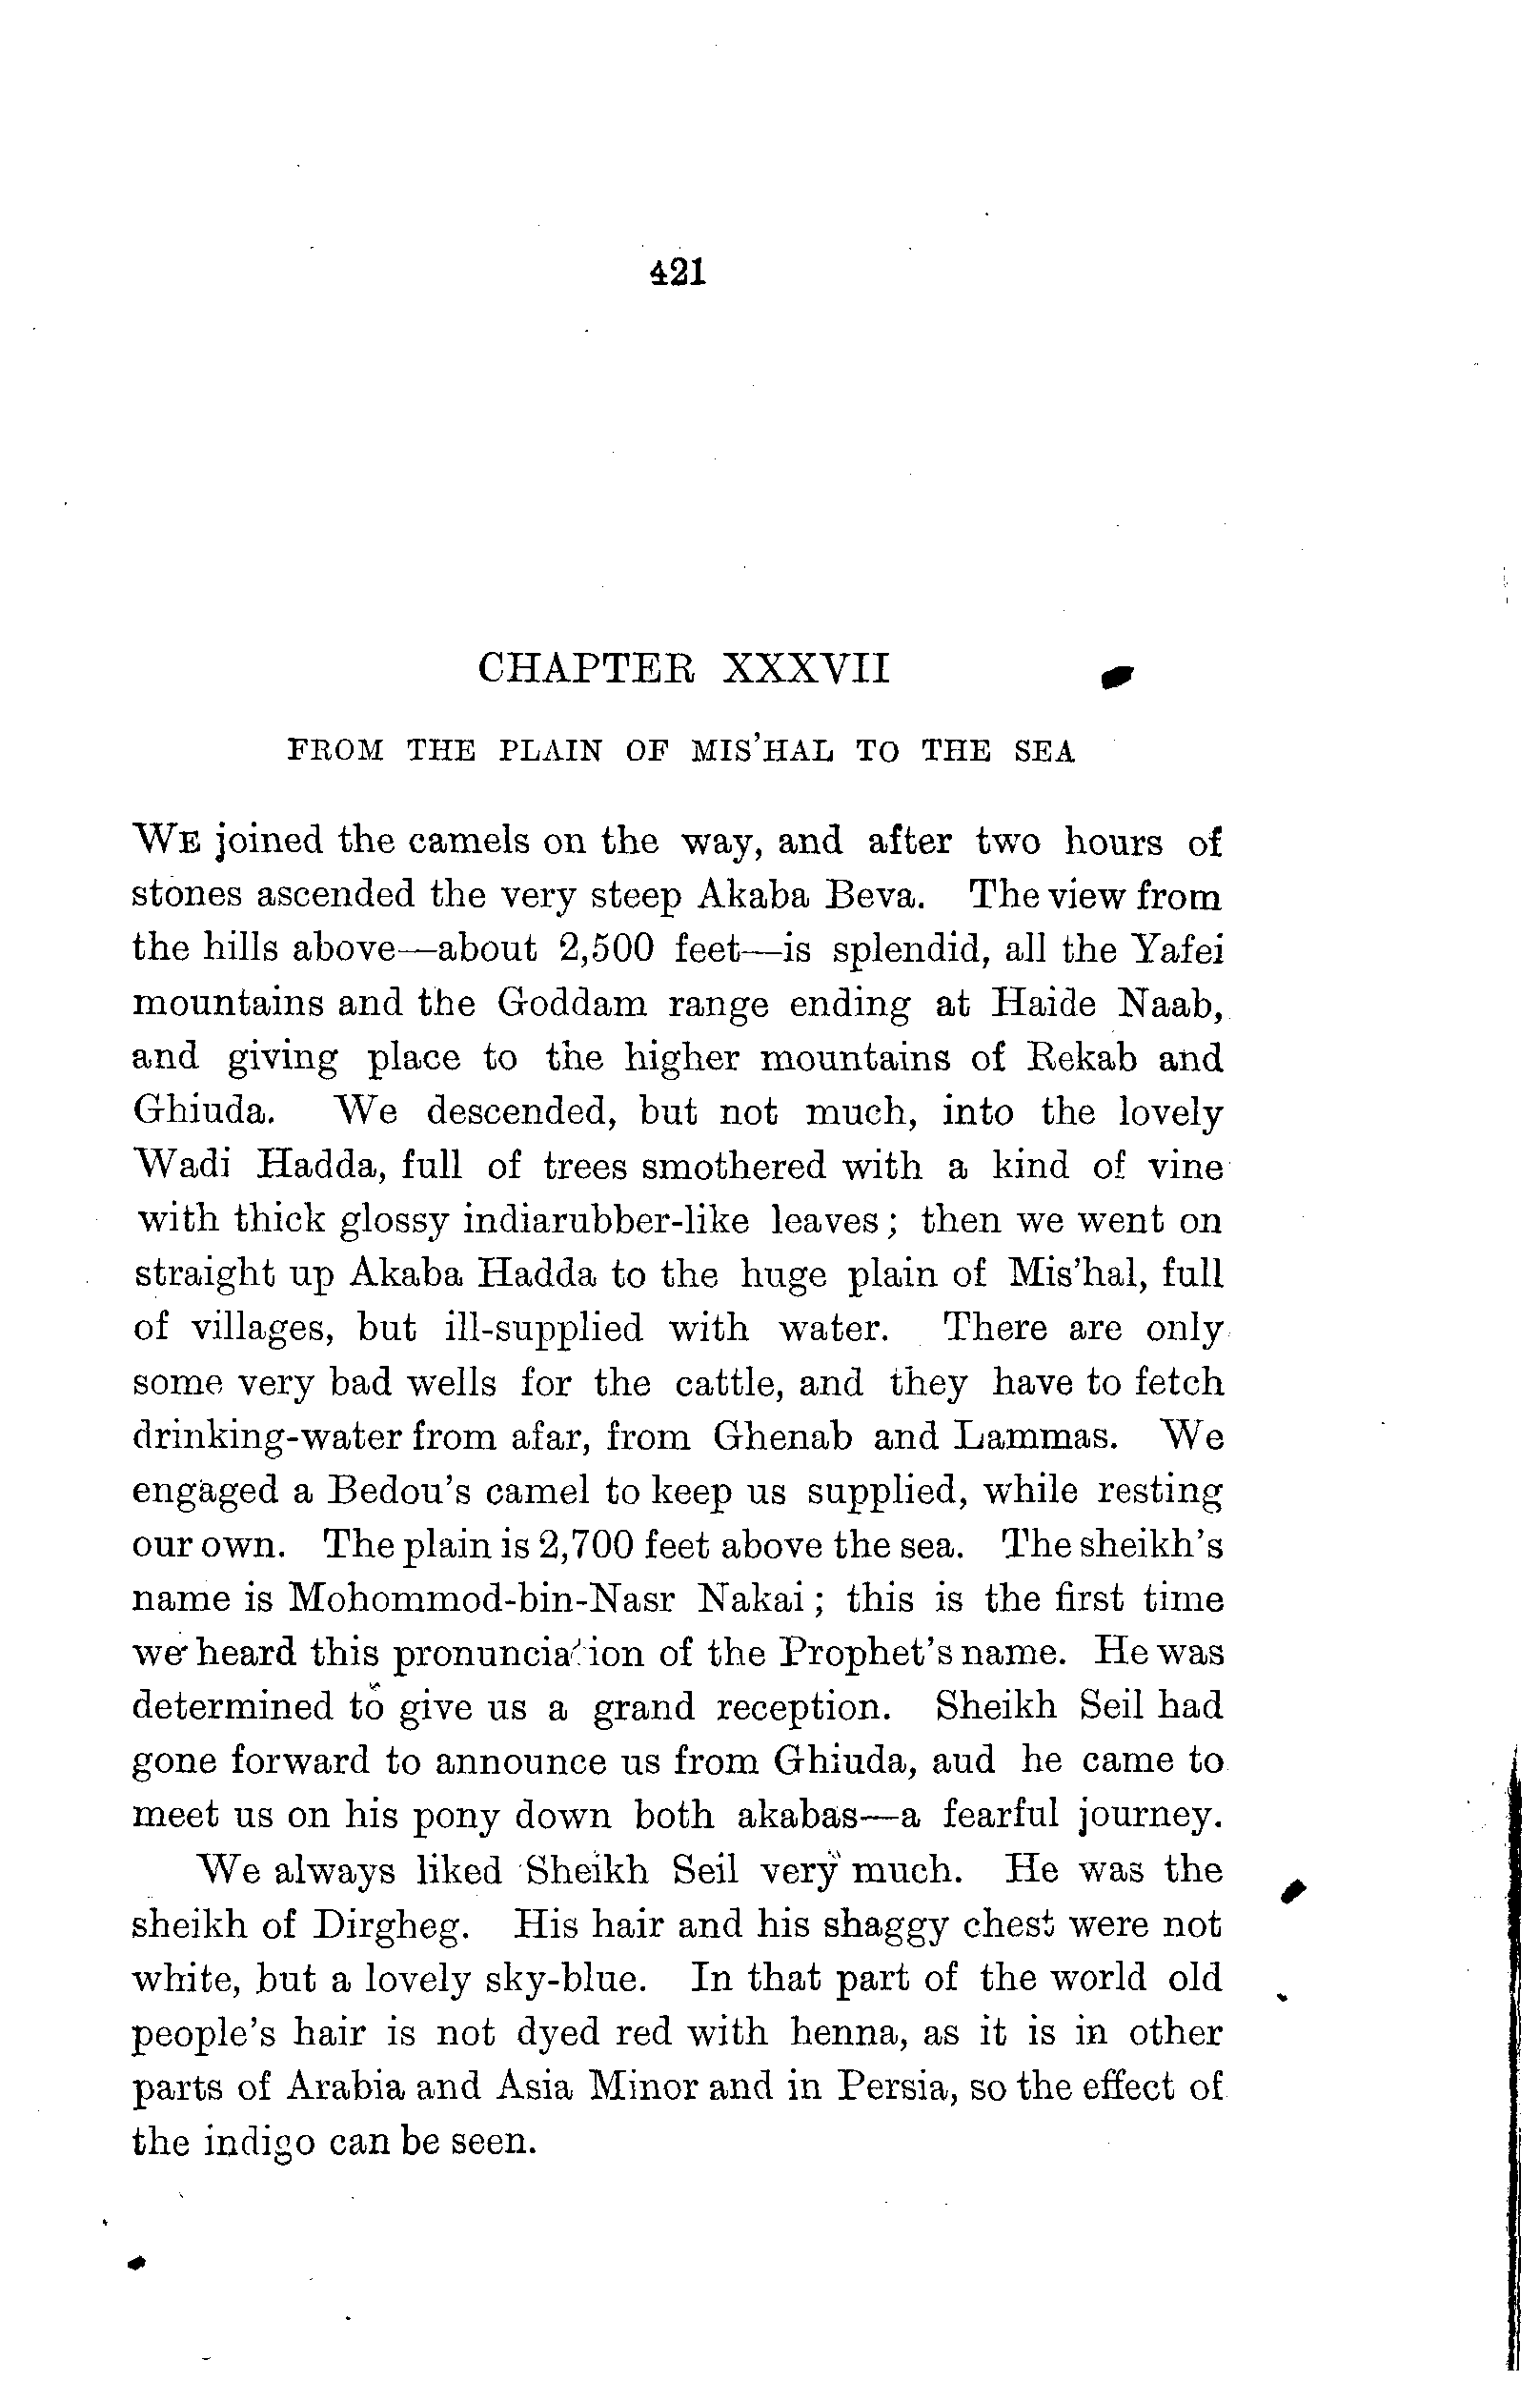 421
CHAPTER XXXVII
FROM THE PLAIN OF MIS'HAL TO THE SEA
WE joined the camels on the way, and after two hours of
stones ascended the very steep Akaba Beva. The view from
the hills above—about 2,500 feet—is splendid, all the Yafei
mountains and the Goddam range ending at Haide Naab,
and giving place to the higher mountains of Rekab and
Ghiuda. We descended, but not much, into the lovely
Wadi Hadda, full of trees smothered with a kind of vine
with thick glossy indiarubber-like leaves; then we went on
straight up Akaba Hadda to the huge plain of Mis'hal, full
of villages, but ill-supplied with water. There are only
some very bad wells for the cattle, and they have to fetch
drinking-water from afar, from Ghenab and Lammas. We
engaged a Bedou's camel to keep us supplied, while resting
our own. The plain is 2,700 feet above the sea. The sheikh's
name is Mohommod-bin-Nasr Nakai; this is the first time
we heard this pronunciation of the Prophet's name. He was
determined to give us a grand reception. Sheikh Seil had
gone forward to announce us from Ghiuda, aud he came to
meet us on his pony down both akabas—a fearful journey.
We always liked Sheikh Seil very much. He was the
sheikh of Dirgheg. His hair and his shaggy chest were not
white, but a lovely sky-blue. In that part of the world old
people's hair is not dyed red with henna, as it is in other
parts of Arabia and Asia Minor and in Persia, so the effect of
the indigo can be seen.